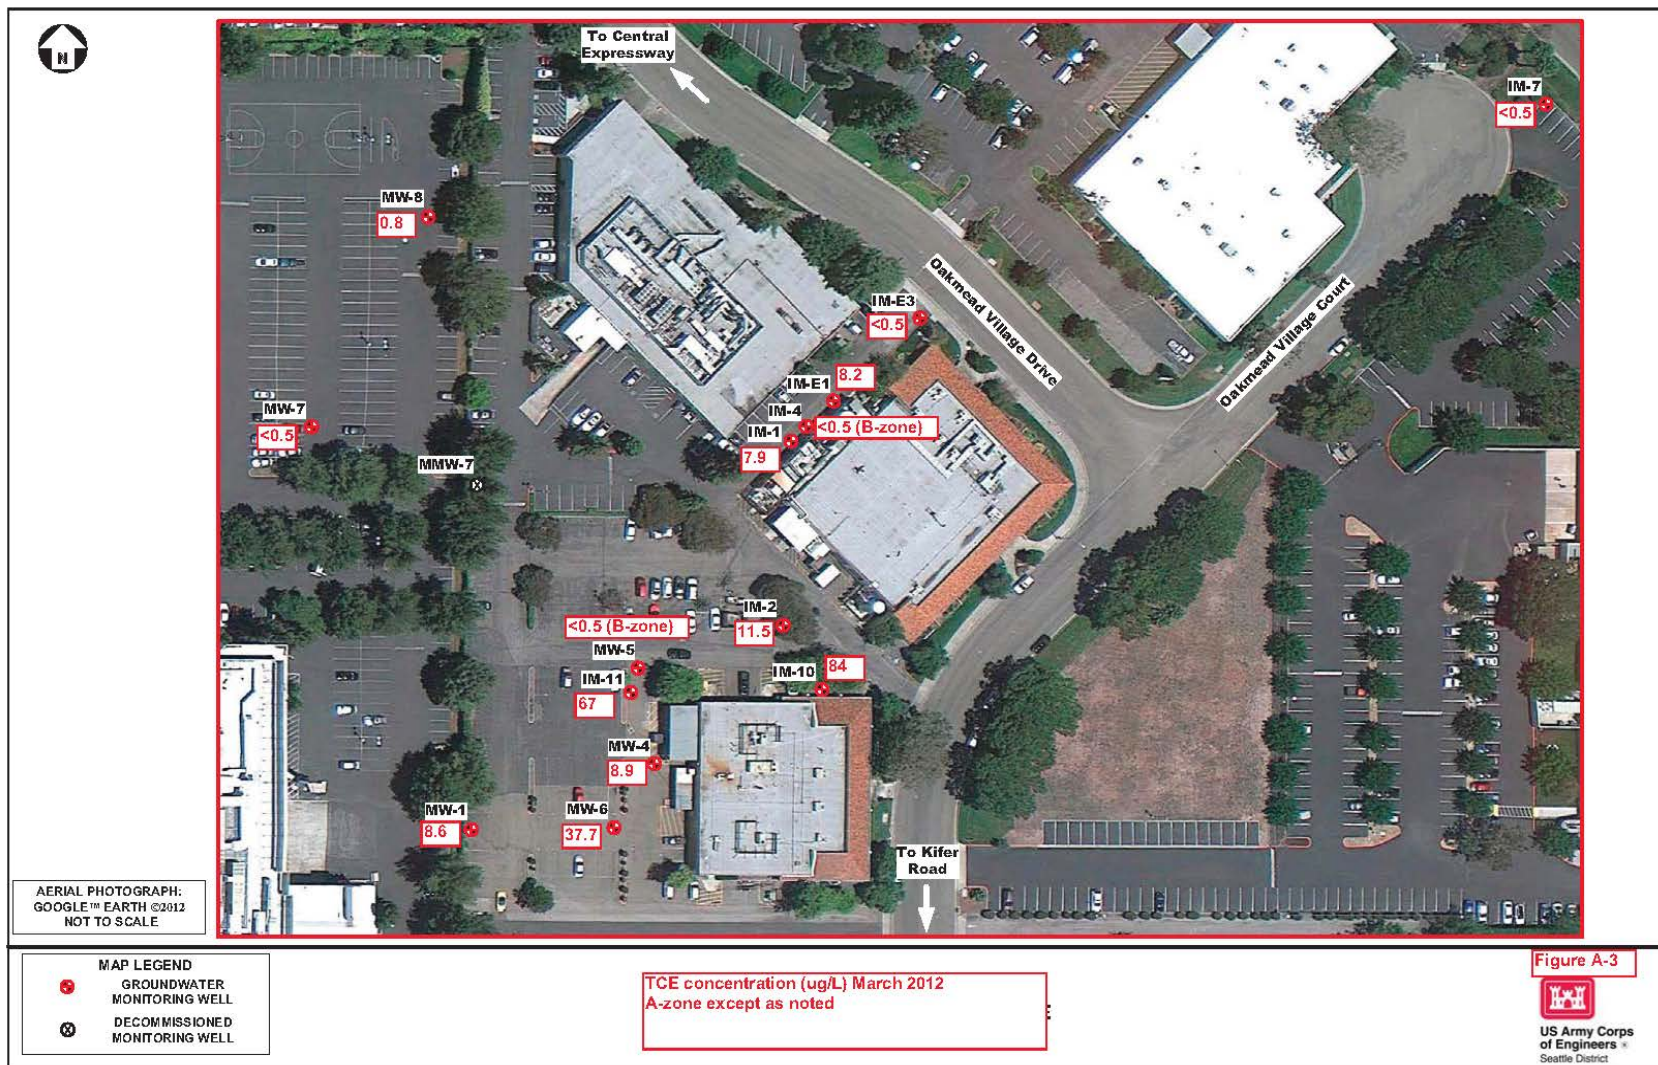 N
To Central
Expressway
IM-7
<0.5
MW-8
0.8
Oakmead Village Drive
Oakmead Village Court
IM-E3
<0.5
IM-E1
8.2
IM-4
<0.5 (B-zone)
IM-1
7.9
MW-7
<0.5
MMW-7
IM-2
11.5
<0.5 (B-zone)
MW-5
IM-11
67
IM-10
84
MW-4
8.9
MW-1
8.6
MW-6
37.7
To Kifer
Road
AERIAL PHOTOGRAPH:
GOOGLE™ EARTH ©2012
NOT TO SCALE
MAP LEGEND
GROUNDWATER
MONITORING WELL
DECOMMISSIONED
MONITORING WELL
TCE concentration (ug/L) March 2012
A-zone except as noted
Figure A-3
US Army Corps
of Engineers
Seattle District